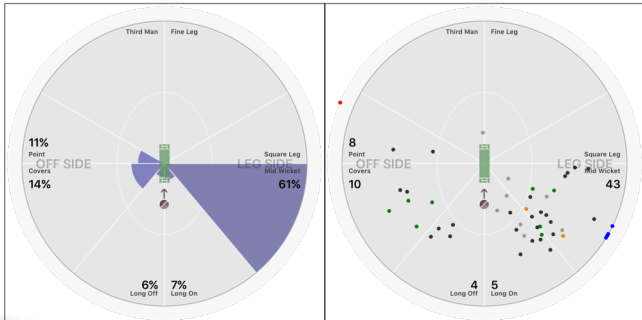 Third Man Fine Leg
11%
Point
OFF SIDE
Covers
14%
Square Leg
LEG SIDE
Mid Wicket
61%
6% 7%
Long Off Long On
Third Man Fine Leg
8
Point
OFF SIDE
Covers
10
Square Leg
LEG SIDE
Mid Wicket
43
4 5
Long Off Long On